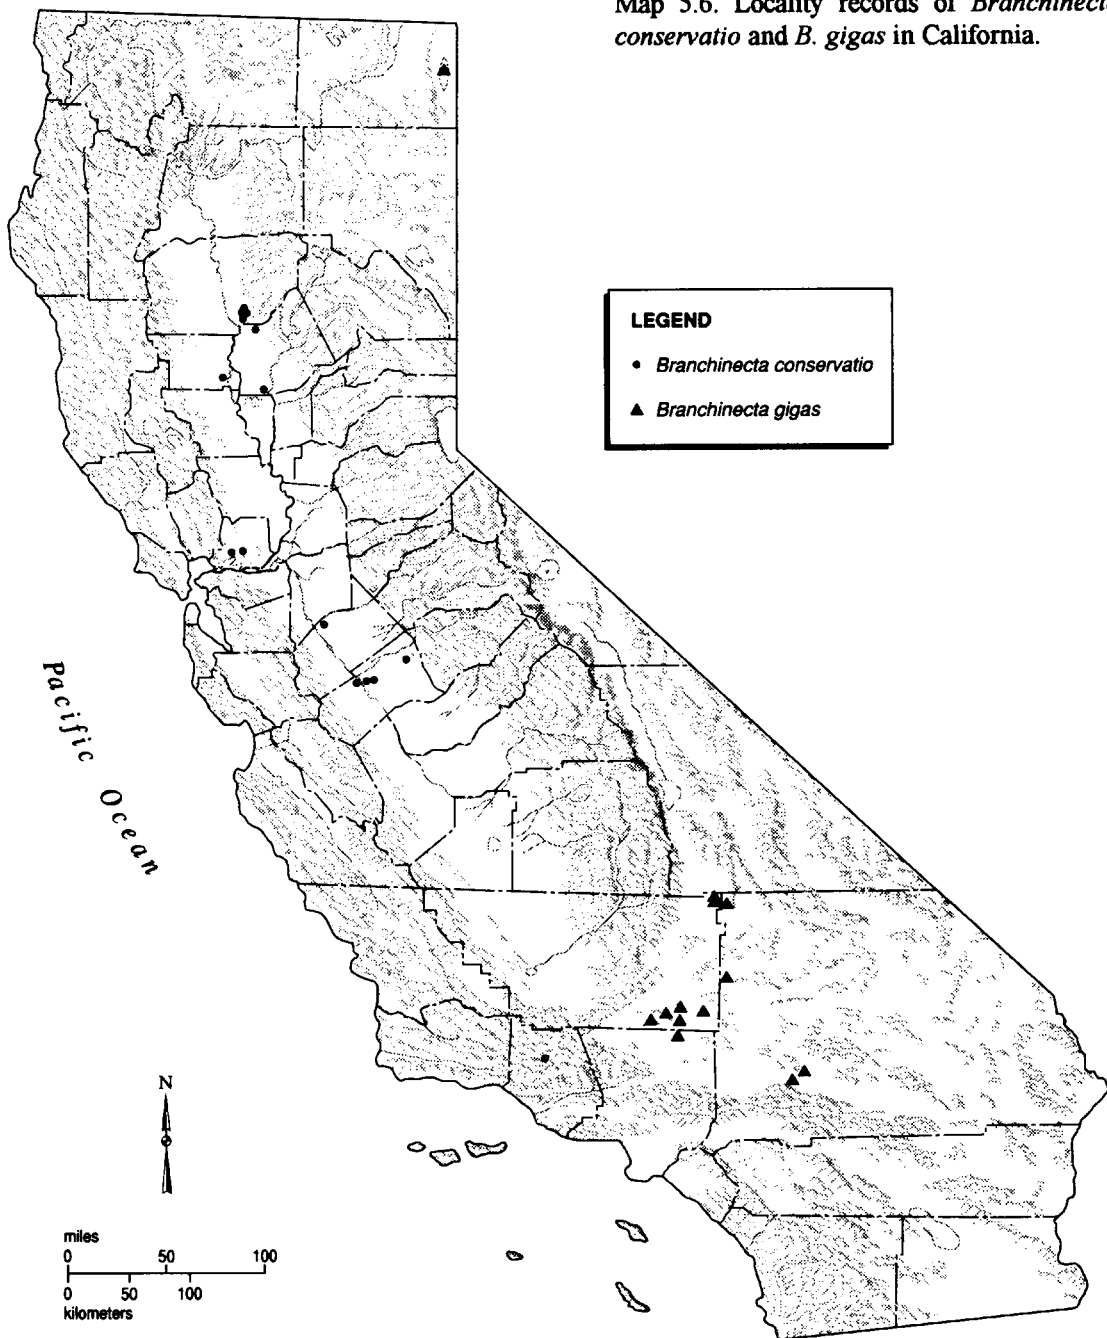 Map 5.6. Locality records of Branchinecta
conservatio and B. gigas in California.
LEGEND
Branchinecta conservatio
Branchinecta gigas
Pacific Ocean
N
miles
0 50 100
0 50 100
kilometers